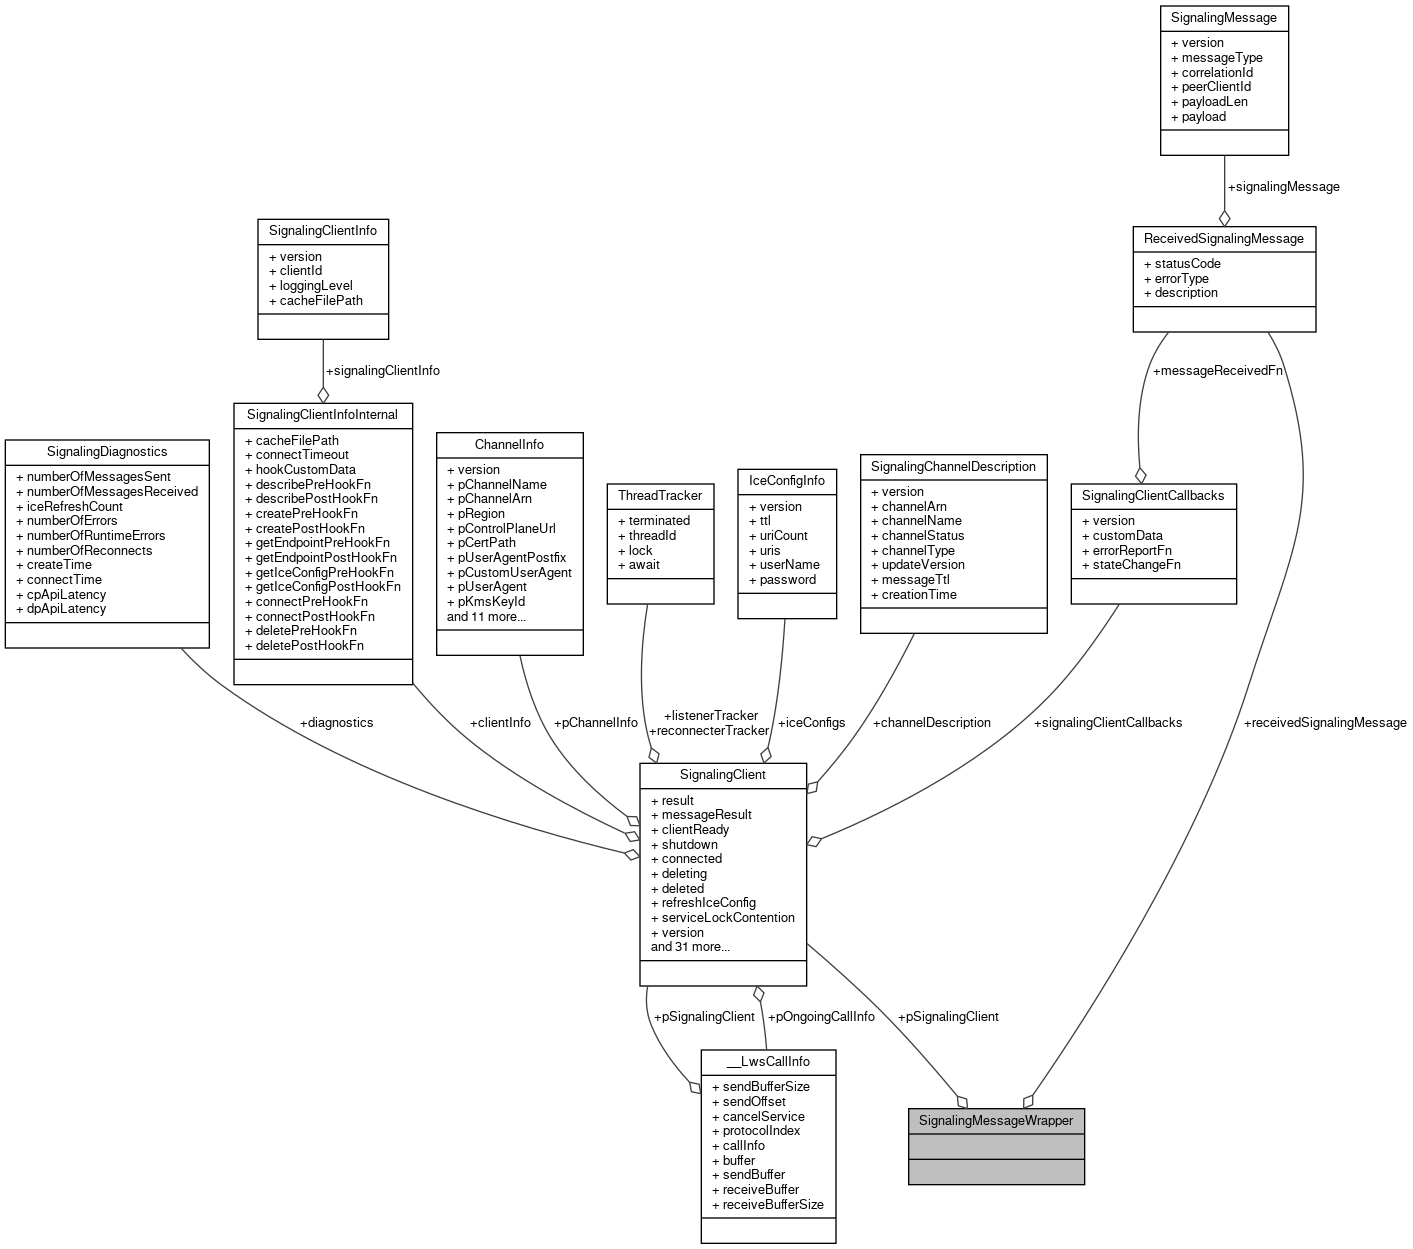 SignalingMessage
+ version
+ messageType
+ correlationId
+ peerClientId
+ payloadLen
+ payload
+signalingMessage
ReceivedSignalingMessage
+ statusCode
+ errorType
+ description
SignalingClientInfo
+ version
+ clientId
+ loggingLevel
+ cacheFilePath
+signalingClientInfo
+messageReceivedFn
SignalingDiagnostics
+ numberOfMessagesSent
+ numberOfMessagesReceived
+ iceRefreshCount
+ numberOfErrors
+ numberOfRuntimeErrors
+ numberOfReconnects
+ createTime
+ connectTime
+ cpApiLatency
+ dpApiLatency
SignalingClientInfoInternal
+ cacheFilePath
+ connectTimeout
+ hookCustomData
+ describePreHookFn
+ describePostHookFn
+ createPreHookFn
+ createPostHookFn
+ getEndpointPreHookFn
+ getEndpointPostHookFn
+ getIceConfigPreHookFn
+ getIceConfigPostHookFn
+ connectPreHookFn
+ connectPostHookFn
+ deletePreHookFn
+ deletePostHookFn
ChannelInfo
+ version
+ pChannelName
+ pChannelArn
+ pRegion
+ pControlPlaneUrl
+ pCertPath
+ pUserAgentPostfix
+ pCustomUserAgent
+ pUserAgent
+ pKmsKeyId
and 11 more...
ThreadTracker
+ terminated
+ threadId
+ lock
+ await
IceConfigInfo
+ version
+ ttl
+ uriCount
+ uris
+ userName
+ password
SignalingChannelDescription
+ version
+ channelArn
+ channelName
+ channelStatus
+ channelType
+ updateVersion
+ messageTtl
+ creationTime
SignalingClientCallbacks
+ version
+ customData
+ errorReportFn
+ stateChangeFn
+diagnostics
+clientInfo
+pChannelInfo
+listenerTracker
+reconnecterTracker
+iceConfigs
+channelDescription
+signalingClientCallbacks
+receivedSignalingMessage
SignalingClient
+ result
+ messageResult
+ clientReady
+ shutdown
+ connected
+ deleting
+ deleted
+ refreshIceConfig
+ serviceLockContention
+ version
and 31 more...
+pSignalingClient
+pOngoingCallInfo
+pSignalingClient
__LwsCallInfo
+ sendBufferSize
+ sendOffset
+ cancelService
+ protocolIndex
+ callInfo
+ buffer
+ sendBuffer
+ receiveBuffer
+ receiveBufferSize
SignalingMessageWrapper